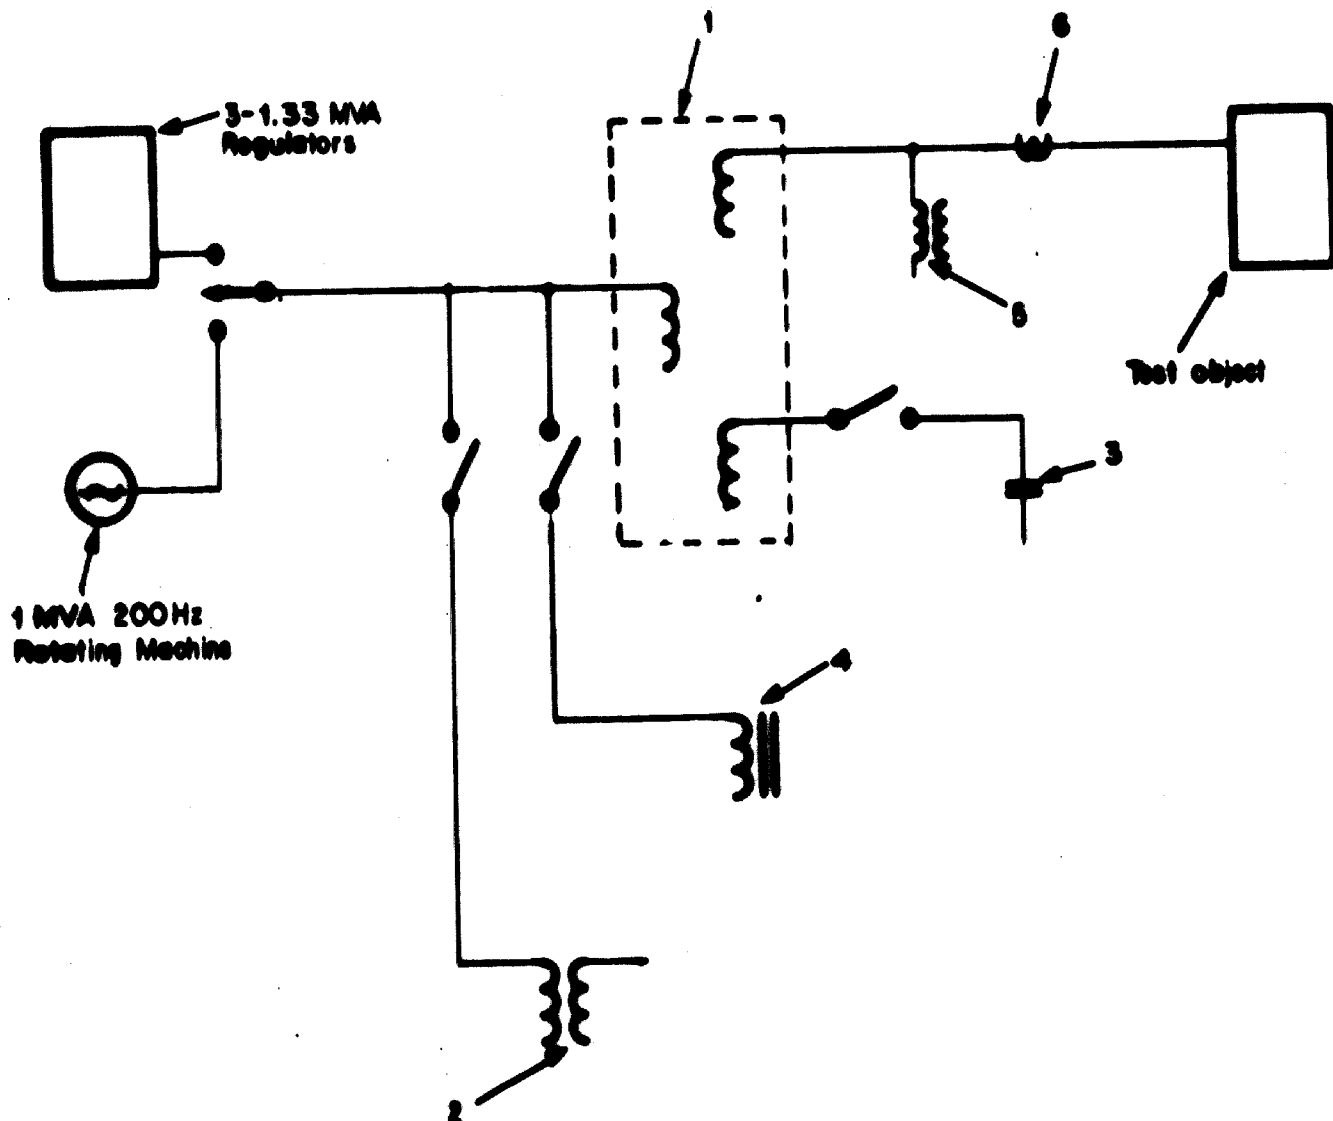 1
6
3-1.33 MVA
Regulators
5
Test object
3
1 MVA 200Hz
Rotating Machine
4
2